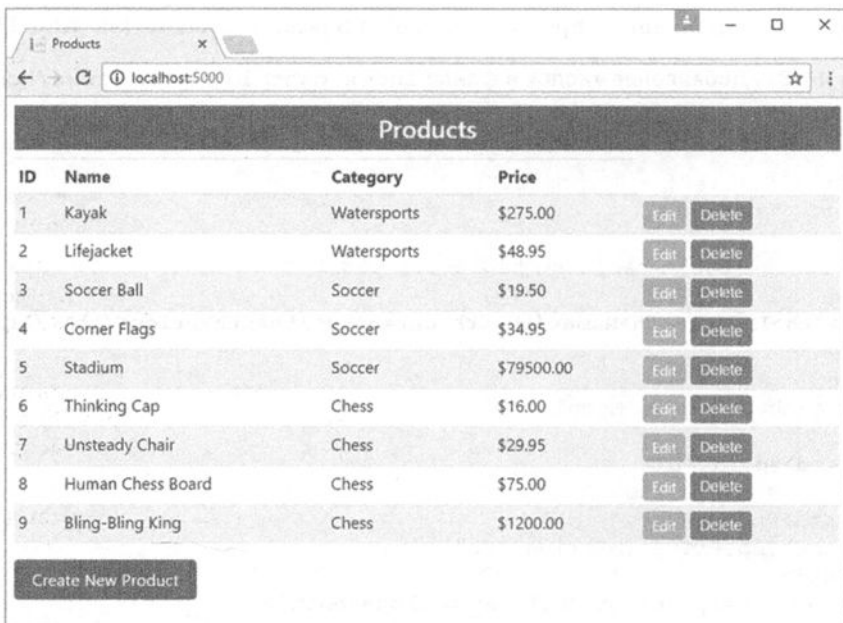 Products
localhost:5000
Products
ID Name Category Price
1 Kayak Watersports $275.00 Edit Delete
2 Lifejacket Watersports $48.95 Edit Delete
3 Soccer Ball Soccer $19.50 Edit Delete
4 Corner Flags Soccer $34.95 Edit Delete
5 Stadium Soccer $79500.00 Edit Delete
6 Thinking Cap Chess $16.00 Edit Delete
7 Unsteady Chair Chess $29.95 Edit Delete
8 Human Chess Board Chess $75.00 Edit Delete
9 Bling-Bling King Chess $1200.00 Edit Delete
Create New Product